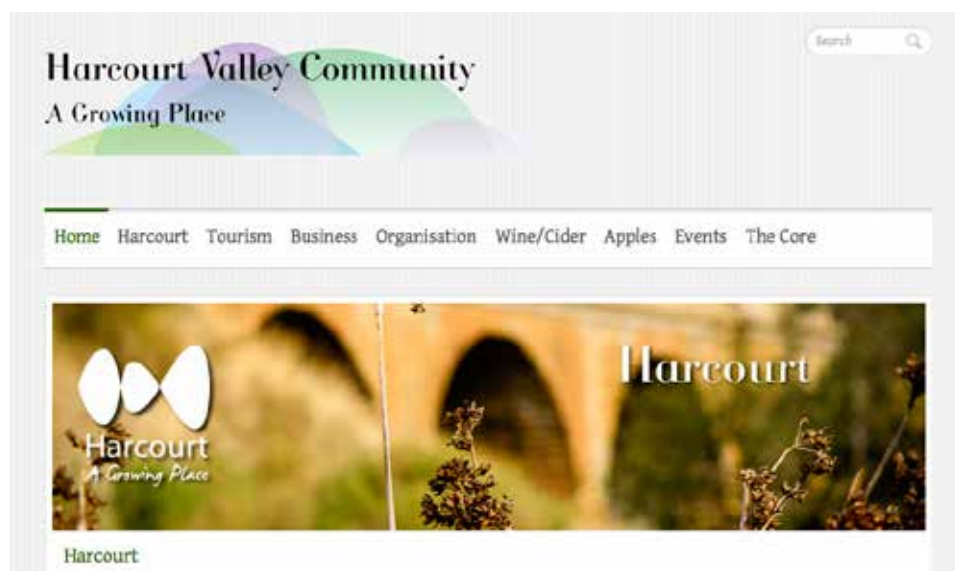 Search
Harcourt Valley Community
A Growing Place
Home Harcourt Tourism Business Organisation Wine/Cider Apples Events The Core
Harcourt
Harcourt
A Growing Place
Harcourt